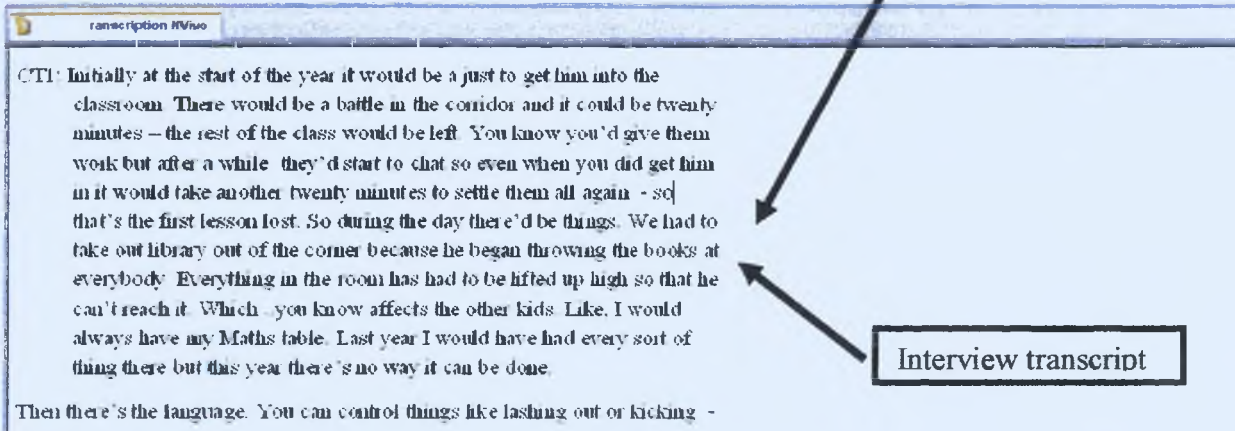 ranscription NVivo
CT1: Initially at the start of the year it would be a just to get him into the
classroom. There would be a battle in the corridor and it could be twenty
minutes – the rest of the class would be left. You know you'd give them
work but after a while they'd start to chat so even when you did get him
in it would take another twenty minutes to settle them all again - so
that's the first lesson lost. So during the day there'd be things. We had to
take out library out of the corner because he began throwing the books at
everybody. Everything in the room has had to be lifted up high so that he
can't reach it. Which you know affects the other kids. Like, I would
always have my Maths table. Last year I would have had every sort of
thing there but this year there's no way it can be done.
Interview transcript
Then there's the language. You can control things like lashing out or kicking -